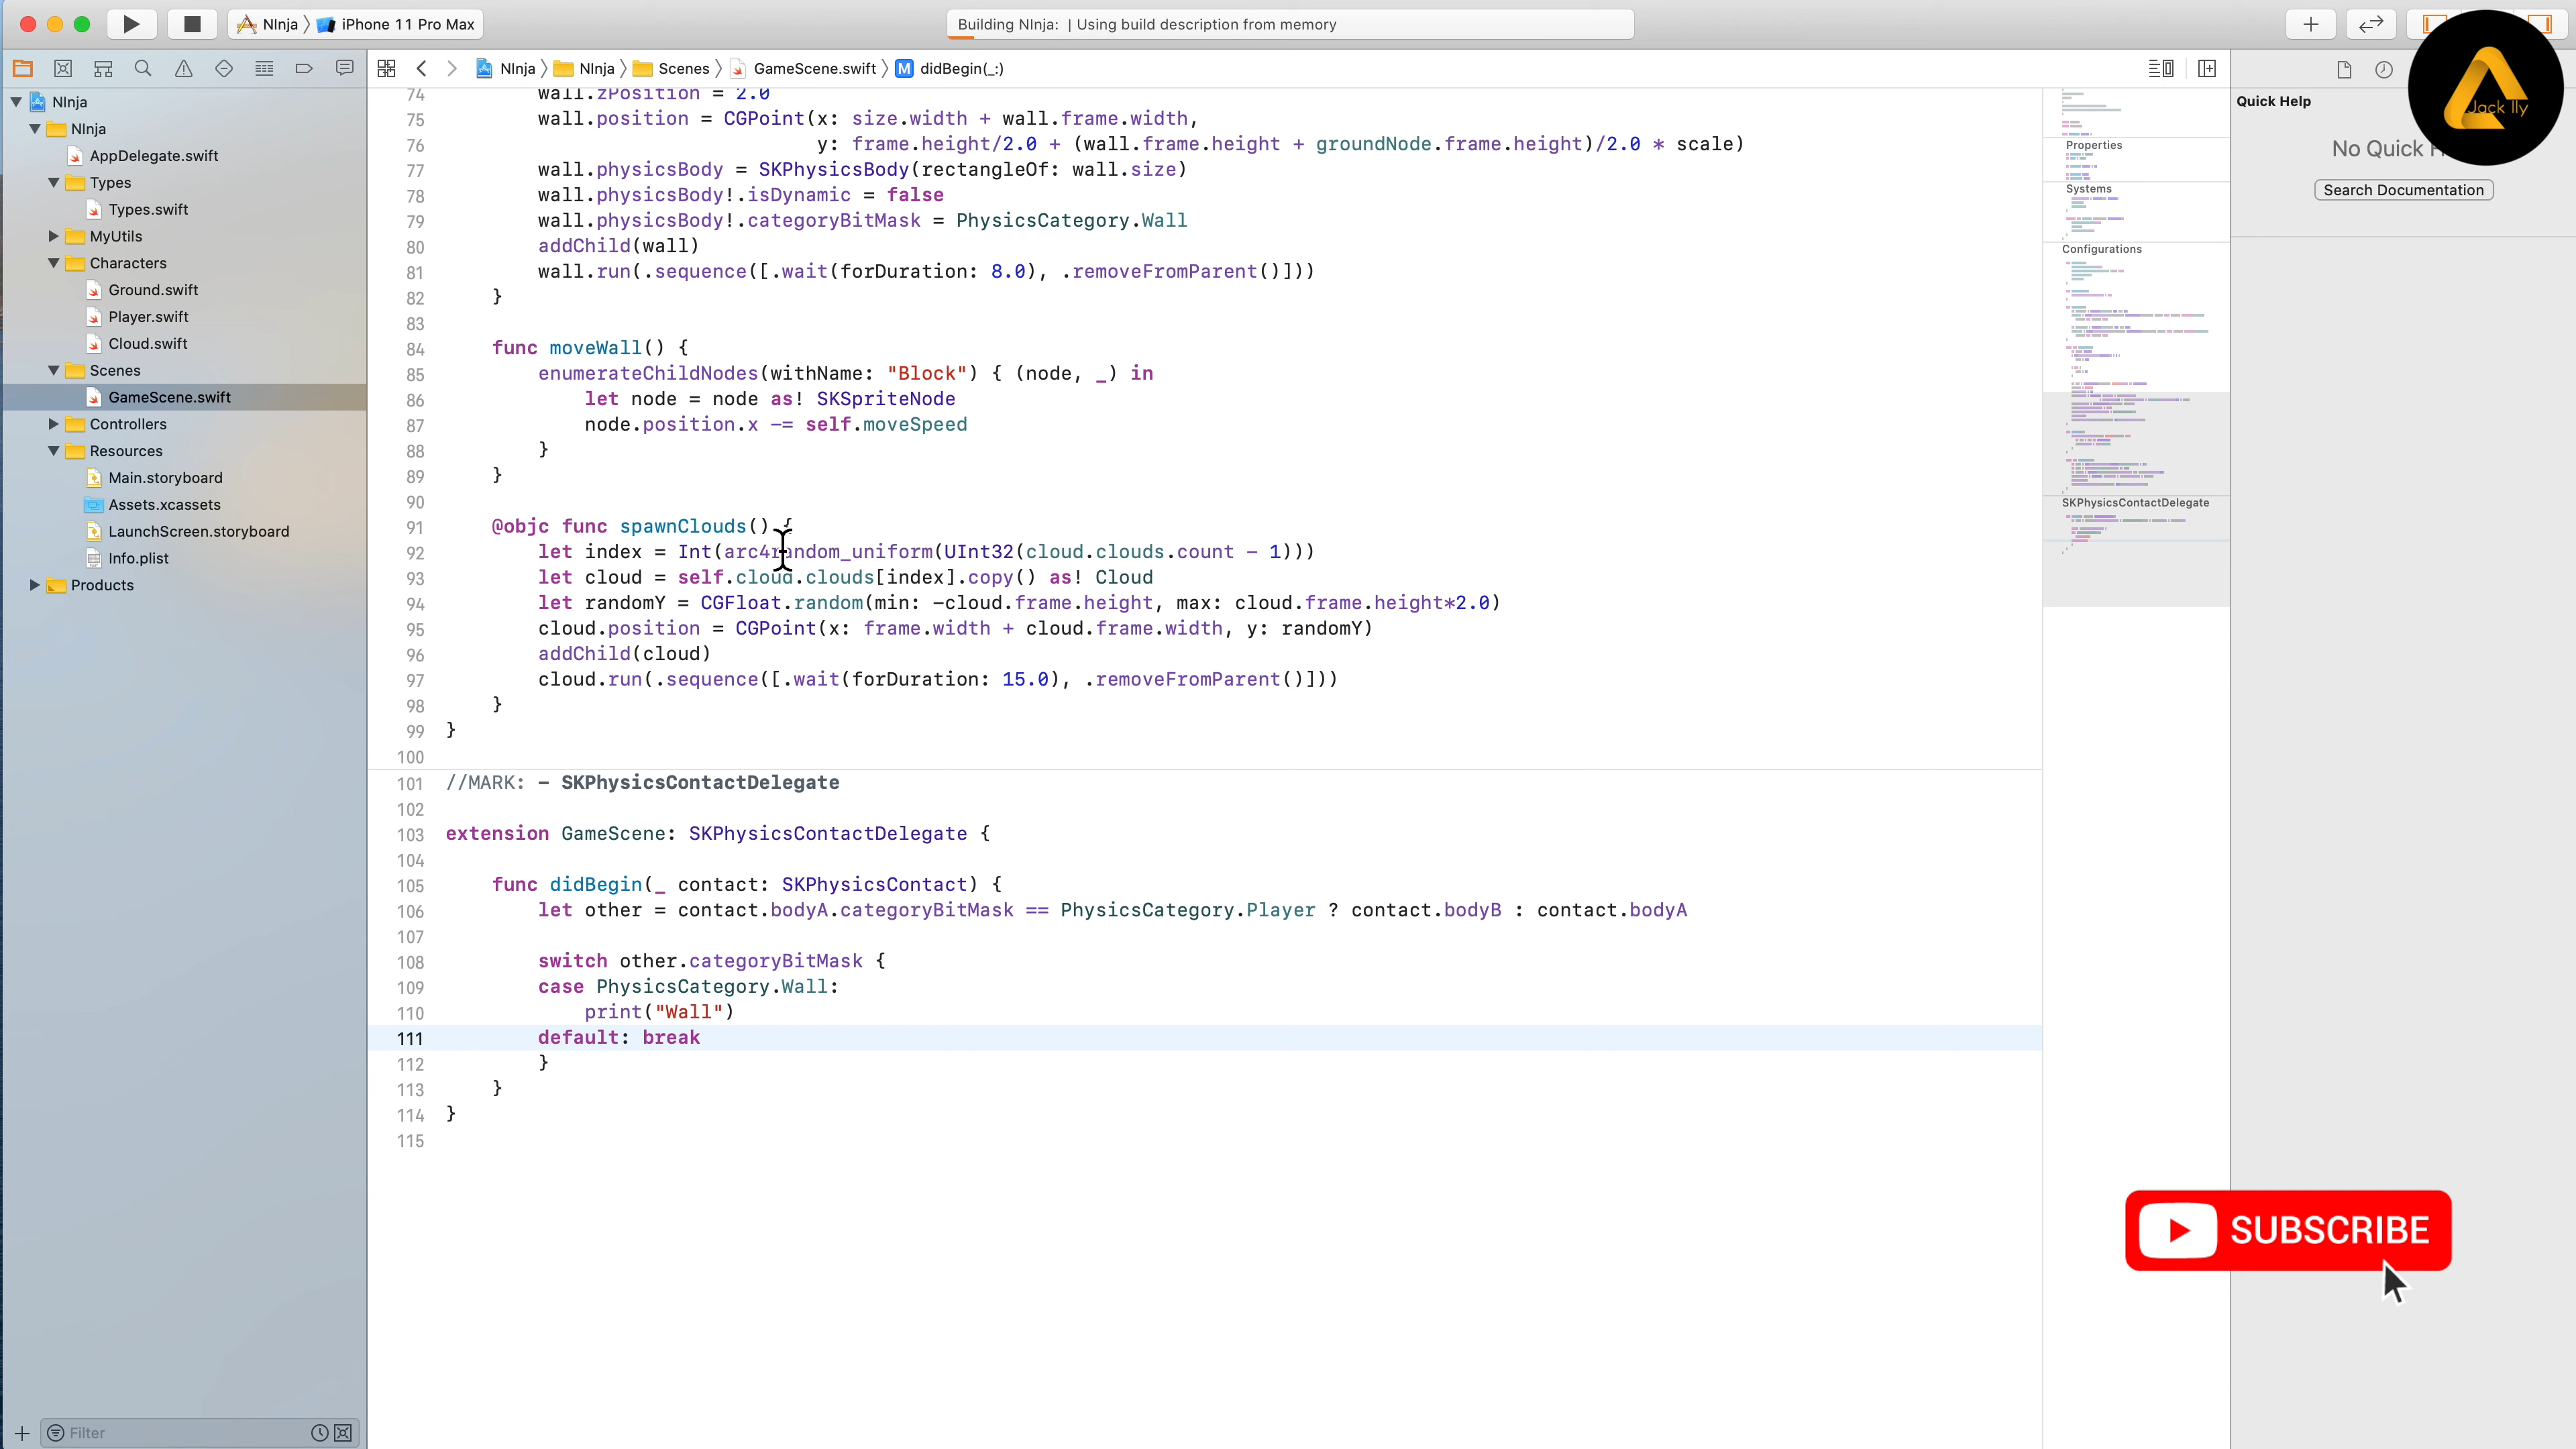 NInja
iPhone 11 Pro Max
Building NInja: | Using build description from memory
NInja
NInja
Scenes
GameScene.swift
M
didBegin(_:)
Jack Ily
Quick Help
Search Documentation
NInja
NInja
AppDelegate.swift
Types
Types.swift
MyUtils
Characters
Ground.swift
Player.swift
Cloud.swift
Scenes
GameScene.swift
Controllers
Resources
Main.storyboard
Assets.xcassets
LaunchScreen.storyboard
Info.plist
Products
Filter
74 wall.zPosition = 2.0
75 wall.position = CGPoint(x: size.width + wall.frame.width,
76 y: frame.height/2.0 + (wall.frame.height + groundNode.frame.height)/2.0 * scale)
77 wall.physicsBody = SKPhysicsBody(rectangleOf: wall.size)
78 wall.physicsBody!.isDynamic = false
79 wall.physicsBody!.categoryBitMask = PhysicsCategory.Wall
80 addChild(wall)
81 wall.run(.sequence([.wait(forDuration: 8.0), .removeFromParent()]))
82 }
83
84 func moveWall() {
85 enumerateChildNodes(withName: "Block") { (node, _) in
86 let node = node as! SKSpriteNode
87 node.position.x -= self.moveSpeed
88 }
89 }
90
91 @objc func spawnClouds() {
92 let index = Int(arc4random_uniform(UInt32(cloud.clouds.count - 1)))
93 let cloud = self.cloud.clouds[index].copy() as! Cloud
94 let randomY = CGFloat.random(min: -cloud.frame.height, max: cloud.frame.height*2.0)
95 cloud.position = CGPoint(x: frame.width + cloud.frame.width, y: randomY)
96 addChild(cloud)
97 cloud.run(.sequence([.wait(forDuration: 15.0), .removeFromParent()]))
98 }
99 }
100
101 //MARK: - SKPhysicsContactDelegate
102
103 extension GameScene: SKPhysicsContactDelegate {
104
105 func didBegin(_ contact: SKPhysicsContact) {
106 let other = contact.bodyA.categoryBitMask == PhysicsCategory.Player ? contact.bodyB : contact.bodyA
107
108 switch other.categoryBitMask {
109 case PhysicsCategory.Wall:
110 print("Wall")
111 default: break
112 }
113 }
114 }
115
Properties
Systems
Configurations
SKPhysicsContactDelegate
No Quick
SUBSCRIBE